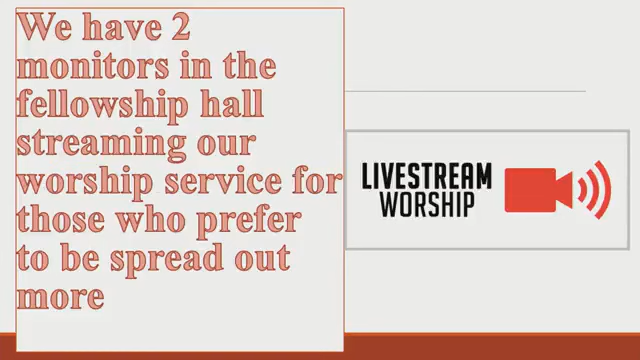 We have 2
monitors in the
fellowship hall
streaming our
worship service for
those who prefer
to be spread out
more
LIVESTREAM
WORSHIP